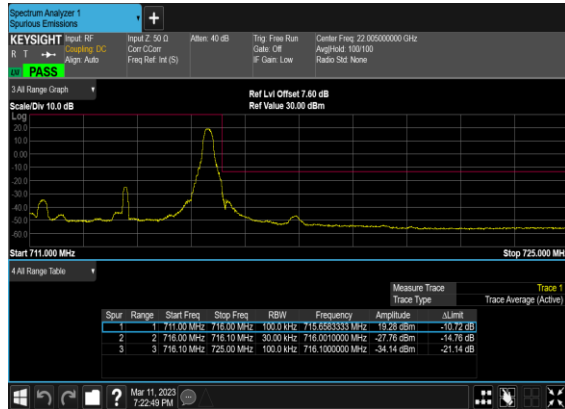 Spectrum Analyzer 1
Spurious Emissions
KEYSIGHT Input: RF Input Z: 50 Ω Atten: 40 dB Trig: Free Run Center Freq: 22.005000000 GHz
R T Coupling: DC Corr CCorr Gate: Off Avg|Hold: 100/100
Align: Auto Freq Ref: Int (S) IF Gain: Low Radio Std: None
PASS
3 All Range Graph
Ref Lvl Offset 7.60 dB
Scale/Div 10.0 dB Ref Value 30.00 dBm
Log
20.0
10.0
0.00
-10.0
-20.0
-30.0
-40.0
-50.0
-60.0
Start 711.000 MHz Stop 725.000 MH
4 All Range Table
Measure Trace Trace 1
Trace Type Trace Average (Active)
Spur Range Start Freq Stop Freq RBW Frequency Amplitude ΔLimit
1 1 711.00 MHz 716.00 MHz 100.0 kHz 715.6583333 MHz 19.28 dBm -10.72 dB
2 2 716.00 MHz 716.10 MHz 30.00 kHz 716.0010000 MHz -27.76 dBm -14.76 dB
3 3 716.10 MHz 725.00 MHz 100.0 kHz 716.1000000 MHz -34.14 dBm -21.14 dB
? Mar 11, 2023
7:22:49 PM